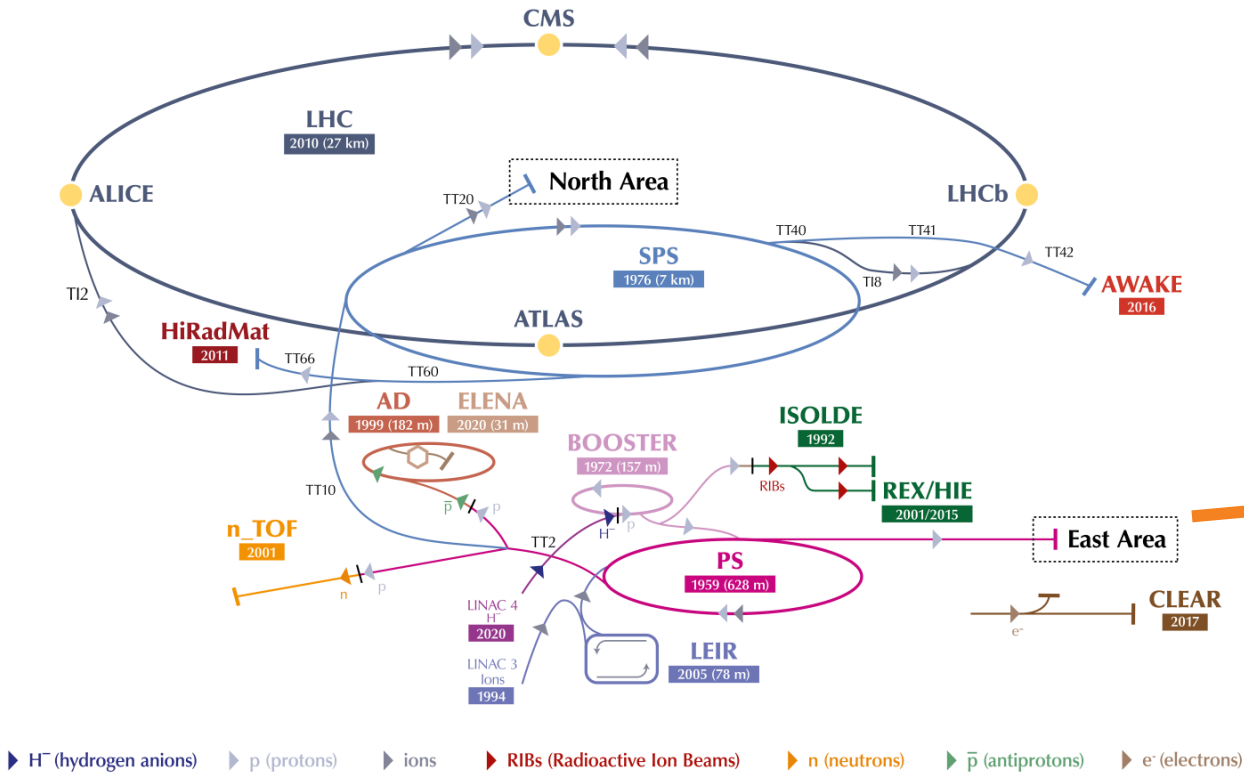 CMS
LHC
2010 (27 km)
North Area
ALICE
LHCb
TT20
TT40
TT41
TT42
SPS
1976 (7 km)
TI8
TI2
AWAKE
2016
ATLAS
HiRadMat
2011
TT66
TT60
AD
1999 (182 m)
ELENA
2020 (31 m)
ISOLDE
1992
BOOSTER
1972 (157 m)
RIBs
REX/HIE
2001/2015
TT10
p̅
p
H⁻
p
n_TOF
2001
TT2
East Area
PS
1959 (628 m)
n
p
LINAC 4
H⁻
2020
CLEAR
2017
e⁻
LINAC 3
Ions
1994
LEIR
2005 (78 m)
H⁻ (hydrogen anions)
p (protons)
ions
RIBs (Radioactive Ion Beams)
n (neutrons)
p̅ (antiprotons)
e⁻ (electrons)